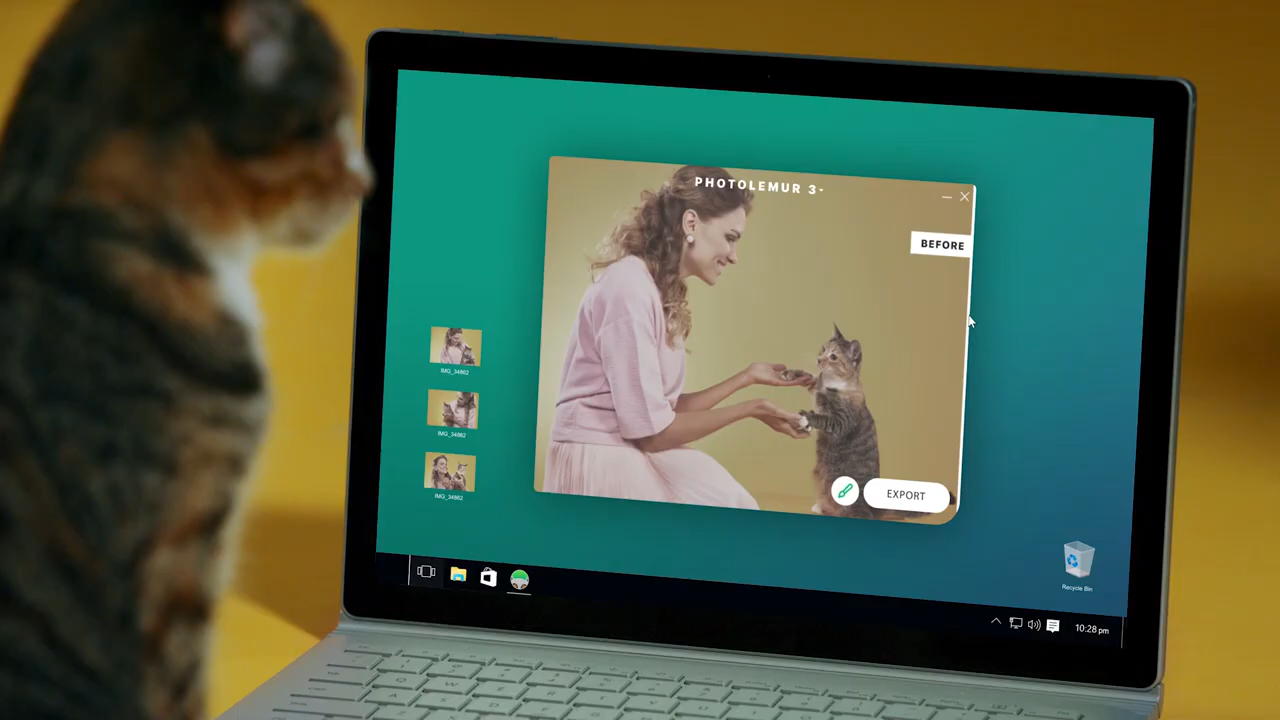 PHOTOLEMUR 3
BEFORE
IMG_34862
IMG_34862
IMG_34862
EXPORT
Recycle Bin
10:28 pm